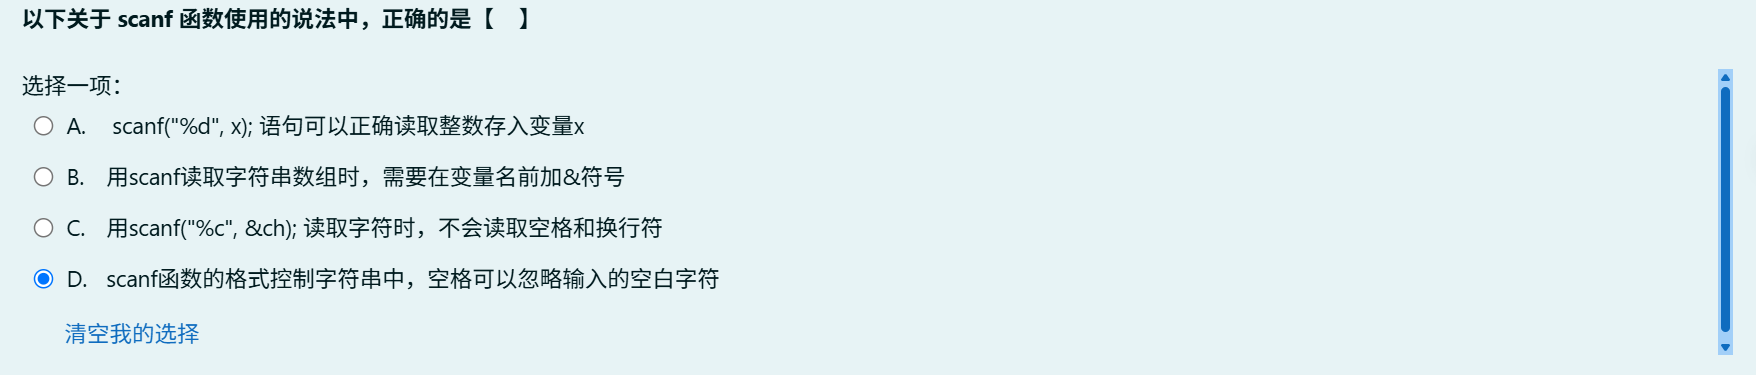 以下关于 scanf 函数使用的说法中，正确的是【　】
选择一项：
A. scanf("%d", x); 语句可以正确读取整数存入变量x
B. 用scanf读取字符串数组时，需要在变量名前加&符号
C. 用scanf("%c", &ch); 读取字符时，不会读取空格和换行符
D. scanf函数的格式控制字符串中，空格可以忽略输入的空白字符
清空我的选择